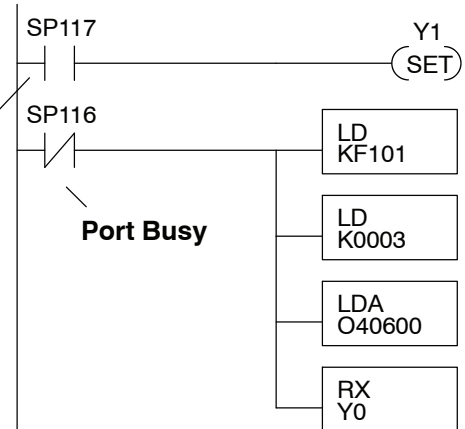 SP117
Y1
SET
SP116
LD
KF101
Port Busy
LD
K0003
LDA
O40600
RX
Y0